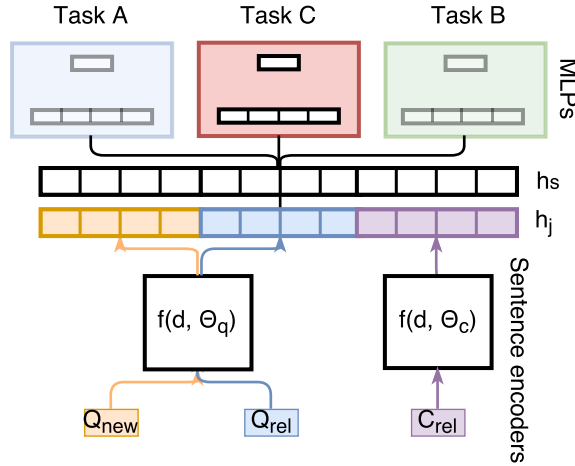 Task A Task C Task B
MLPs
hs
hj
f(d, Θq) f(d, Θc)
Sentence encoders
Qnew Qrel Crel